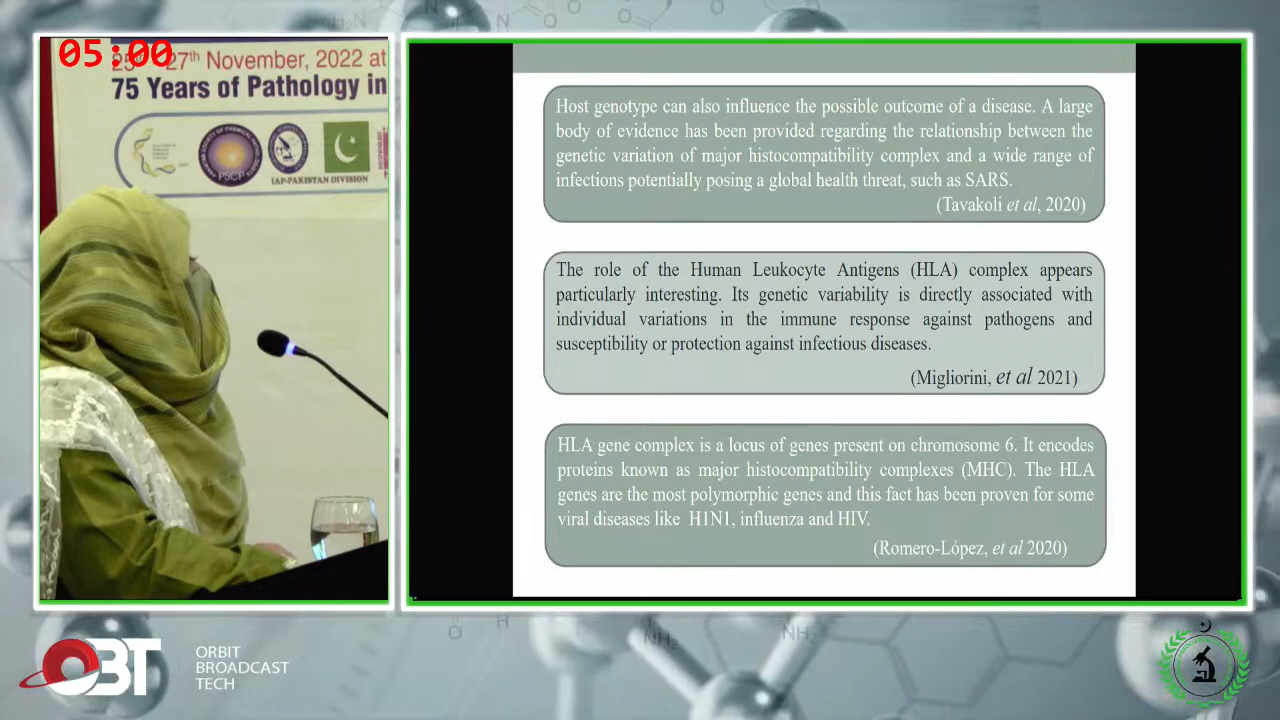 05:00
27th November, 2022 at
75 Years of Pathology in
PSCP
IAP-PAKISTAN DIVISION
Host genotype can also influence the possible outcome of a disease. A large
body of evidence has been provided regarding the relationship between the
genetic variation of major histocompatibility complex and a wide range of
infections potentially posing a global health threat, such as SARS.
(Tavakoli et al, 2020)
The role of the Human Leukocyte Antigens (HLA) complex appears
particularly interesting. Its genetic variability is directly associated with
individual variations in the immune response against pathogens and
susceptibility or protection against infectious diseases.
(Migliorini, et al 2021)
HLA gene complex is a locus of genes present on chromosome 6. It encodes
proteins known as major histocompatibility complexes (MHC). The HLA
genes are the most polymorphic genes and this fact has been proven for some
viral diseases like H1N1, influenza and HIV.
(Romero-López, et al 2020)
OBT
ORBIT
BROADCAST
TECH
O
H
NH2
NH2